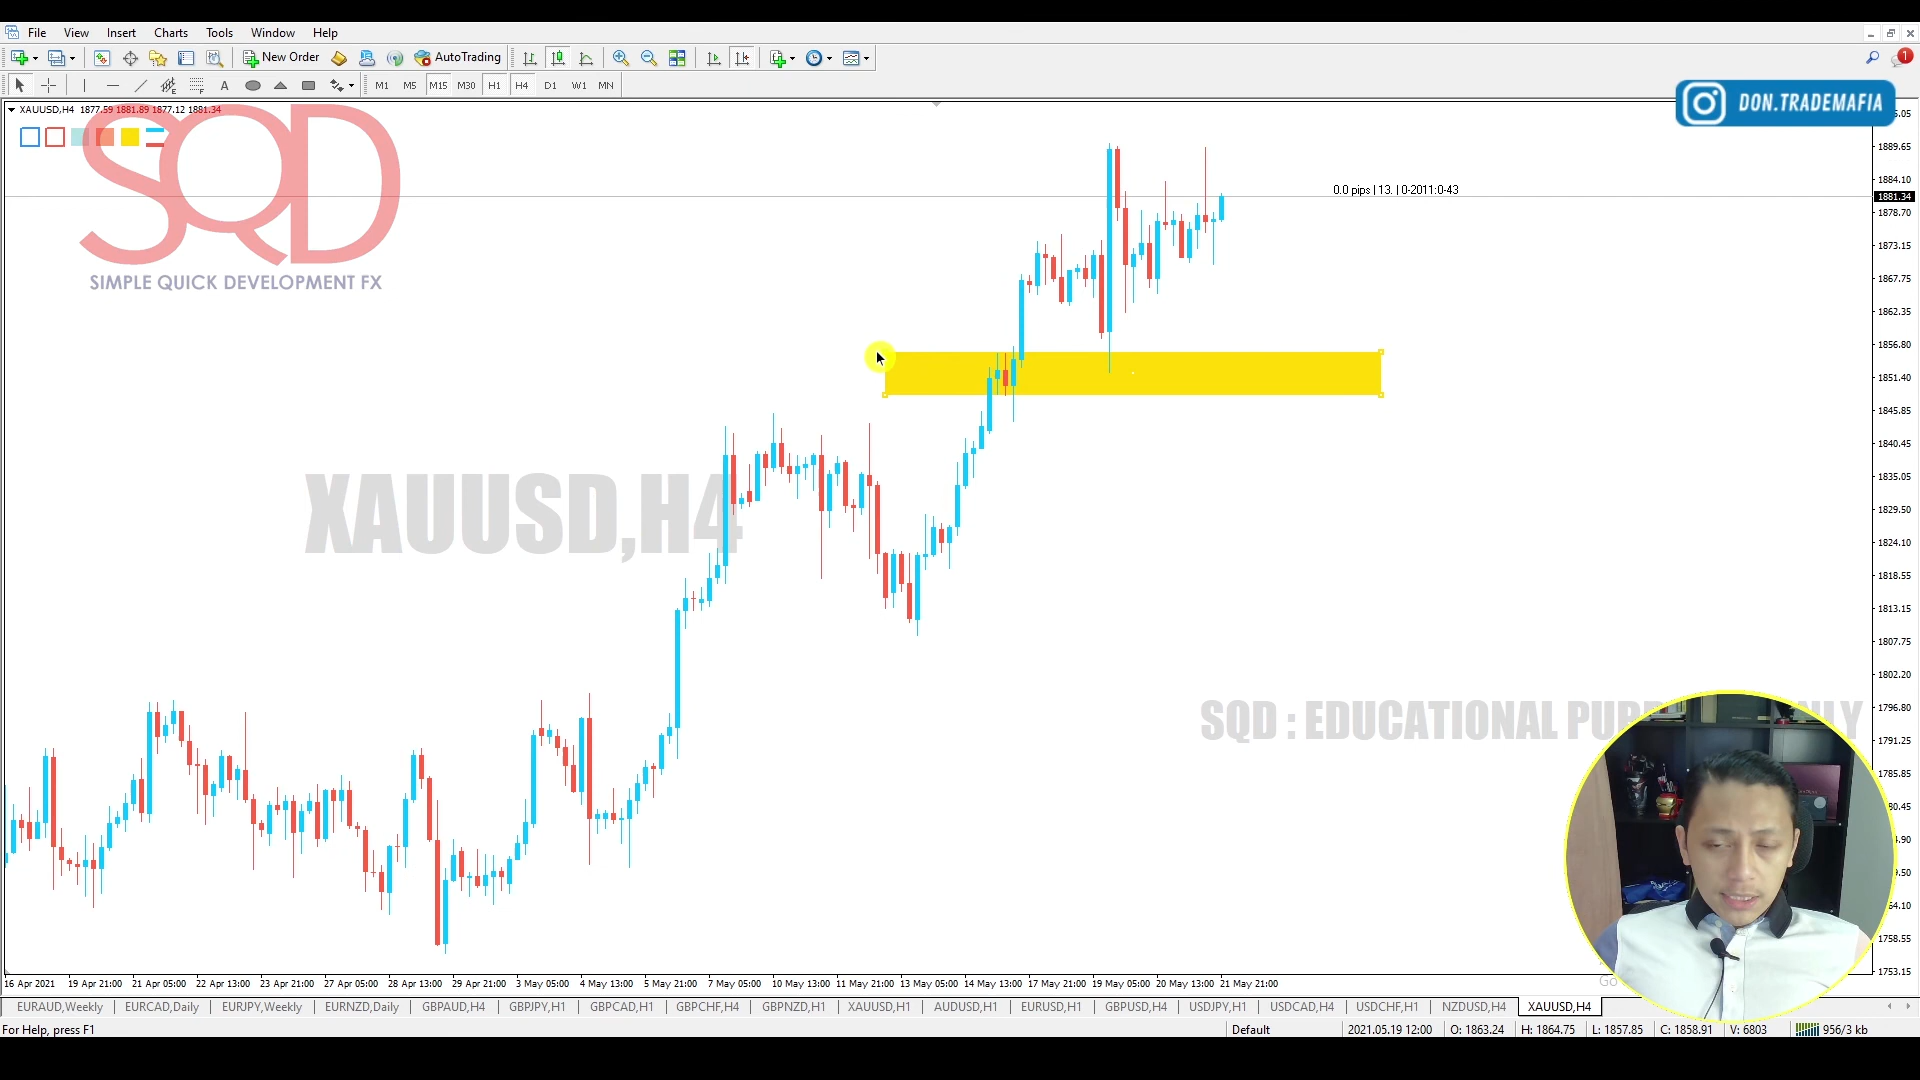 File View Insert Charts Tools Window Help
New Order AutoTrading
A M1 M5 M15 M30 H1 H4 D1 W1 MN
1
DON.TRADEMAFIA
XAUUSD,H4 1877.59 1881.89 1877.12 1881.34
SQD
SIMPLE QUICK DEVELOPMENT FX
0.0 pips | 13. | 0-2011:0-43
1889.65
1884.10
1881.34
1878.70
1873.15
1867.75
1862.35
1856.80
1851.40
1845.85
1840.45
1835.05
1829.50
1824.10
1818.55
1813.15
1807.75
1802.20
1796.80
1791.25
1785.85
1758.55
1753.15
XAUUSD,H4
SQD : EDUCATIONAL
16 Apr 2021 19 Apr 21:00 21 Apr 05:00 22 Apr 13:00 23 Apr 21:00 27 Apr 05:00 28 Apr 13:00 29 Apr 21:00 3 May 05:00 4 May 13:00 5 May 21:00 7 May 05:00 10 May 13:00 11 May 21:00 13 May 05:00 14 May 13:00 17 May 21:00 19 May 05:00 20 May 13:00 21 May 21:00
EURAUD,Weekly EURCAD,Daily EURJPY,Weekly EURNZD,Daily GBPAUD,H4 GBPJPY,H1 GBPCAD,H1 GBPCHF,H4 GBPNZD,H1 XAUUSD,H1 AUDUSD,H1 EURUSD,H1 GBPUSD,H4 USDJPY,H1 USDCAD,H4 USDCHF,H1 NZDUSD,H4 XAUUSD,H4
For Help, press F1 Default 2021.05.19 12:00 O: 1863.24 H: 1864.75 L: 1857.85 C: 1858.91 V: 6803 956/3 kb